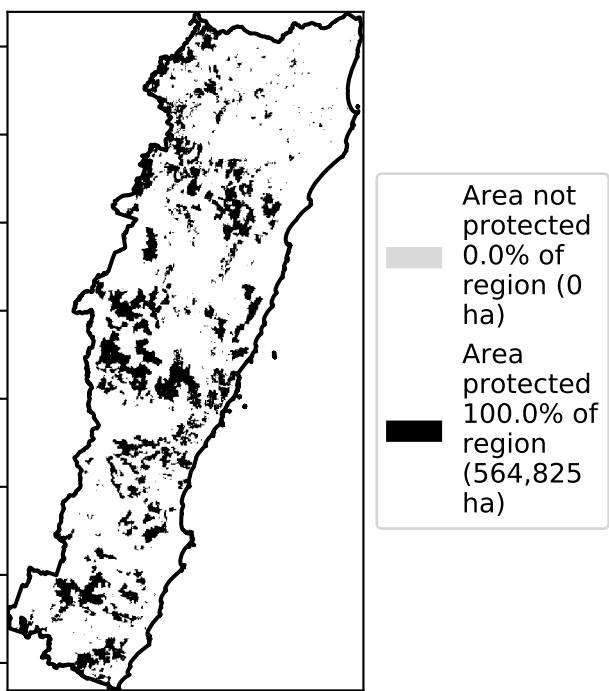 Area not
protected
0.0% of
region (0
ha)
Area
protected
100.0% of
region
(564,825
ha)